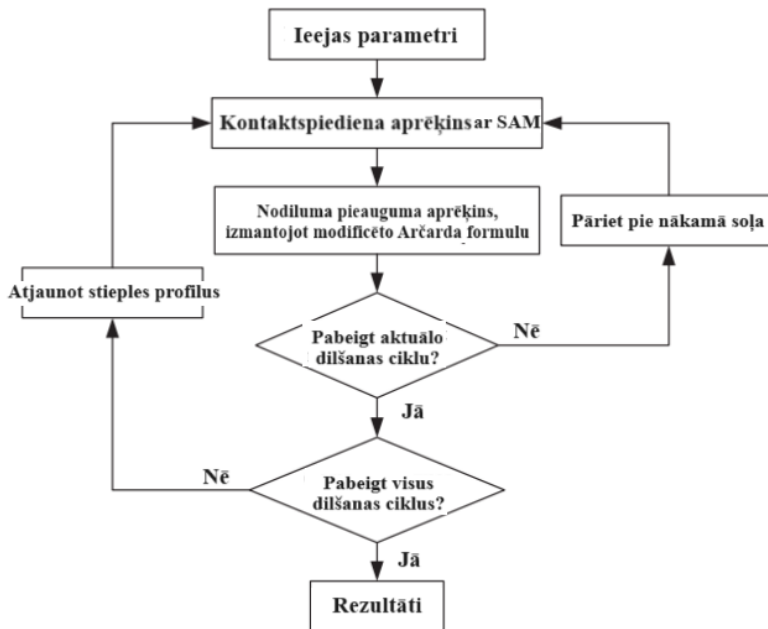 Ieejas parametri
Kontaktspiediena aprēķins ar SAM
Nodiluma pieauguma aprēķins,
izmantojot modificēto Arčarda formulu
Pāriet pie nākamā soļa
Atjaunot stieples profilus
Pabeigt aktuālo
dilšanas ciklu?
Nē
Jā
Nē
Pabeigt visus
dilšanas ciklus?
Jā
Rezultāti